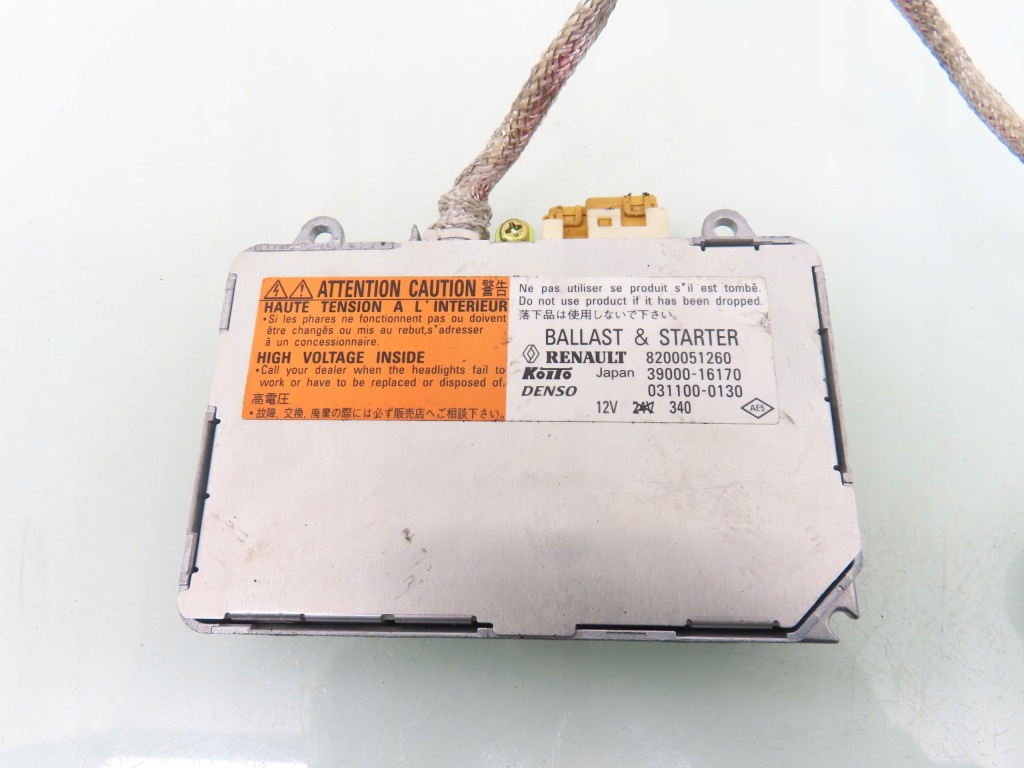 ATTENTION CAUTION 警告
HAUTE TENSION A L'INTERIEUR
•Si les phares ne fonctionnent pas ou doivent
être changés ou mis au rebut,s'adresser
à un concessionnaire.
HIGH VOLTAGE INSIDE
•Call your dealer when the headlights fail to
work or have to be replaced or disposed of.
高電圧
•故障, 交換, 廃棄の際には必ず販売店へご相談下さい。
Ne pas utiliser se produit s'il est tombé.
Do not use product if it has been dropped.
落下品は使用しないで下さい。
BALLAST & STARTER
RENAULT 8200051260
KOITO Japan 39000-16170
DENSO 031100-0130
12V 340
AE5